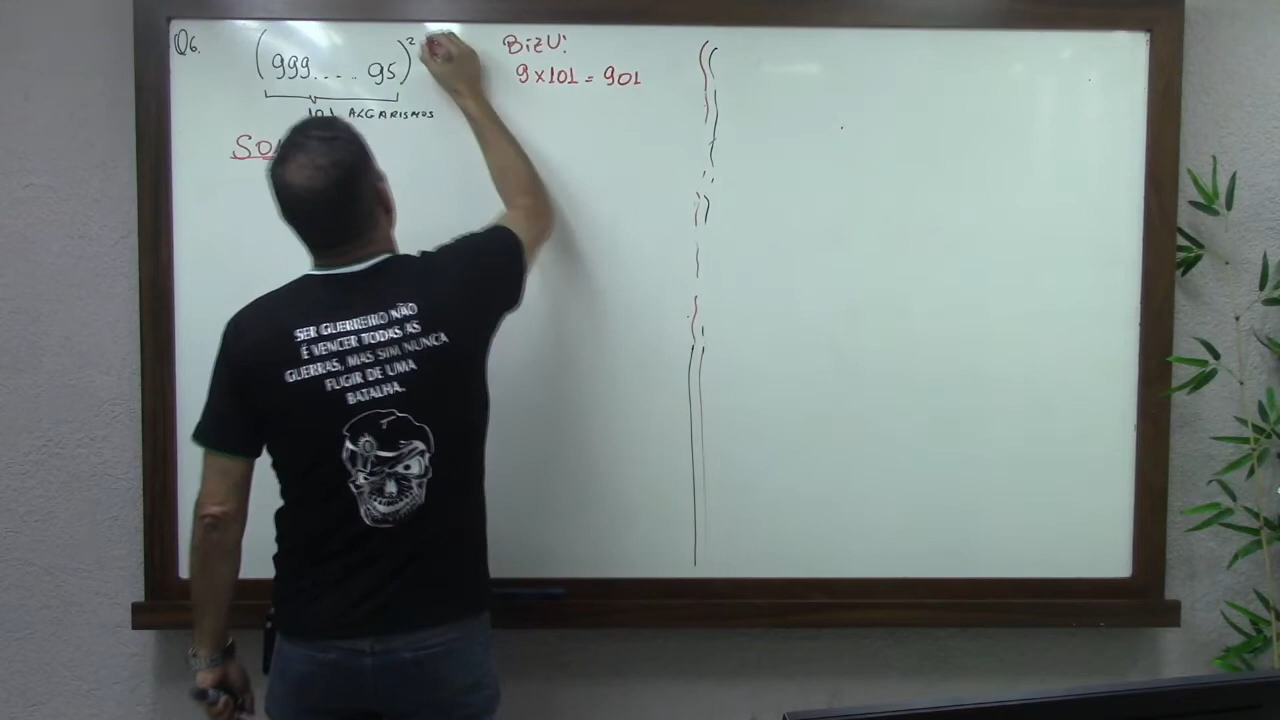 Q6.
(999.....95)²
101 ALGARISMOS
BIZU:
9 x 101 = 901
SER GUERREIRO NÃO
É VENCER TODAS AS
GUERRAS, MAS SIM NUNCA
FUGIR DE UMA
BATALHA.